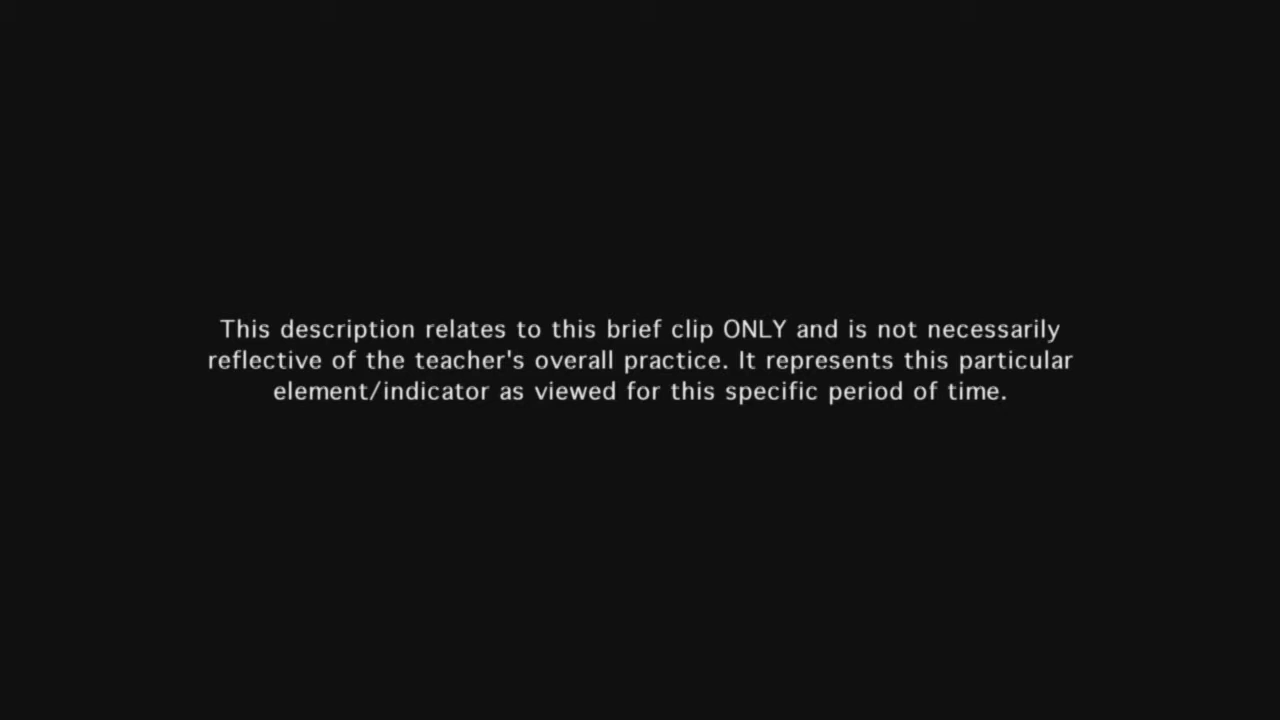 This description relates to this brief clip ONLY and is not necessarily
reflective of the teacher's overall practice. It represents this particular
element/indicator as viewed for this specific period of time.